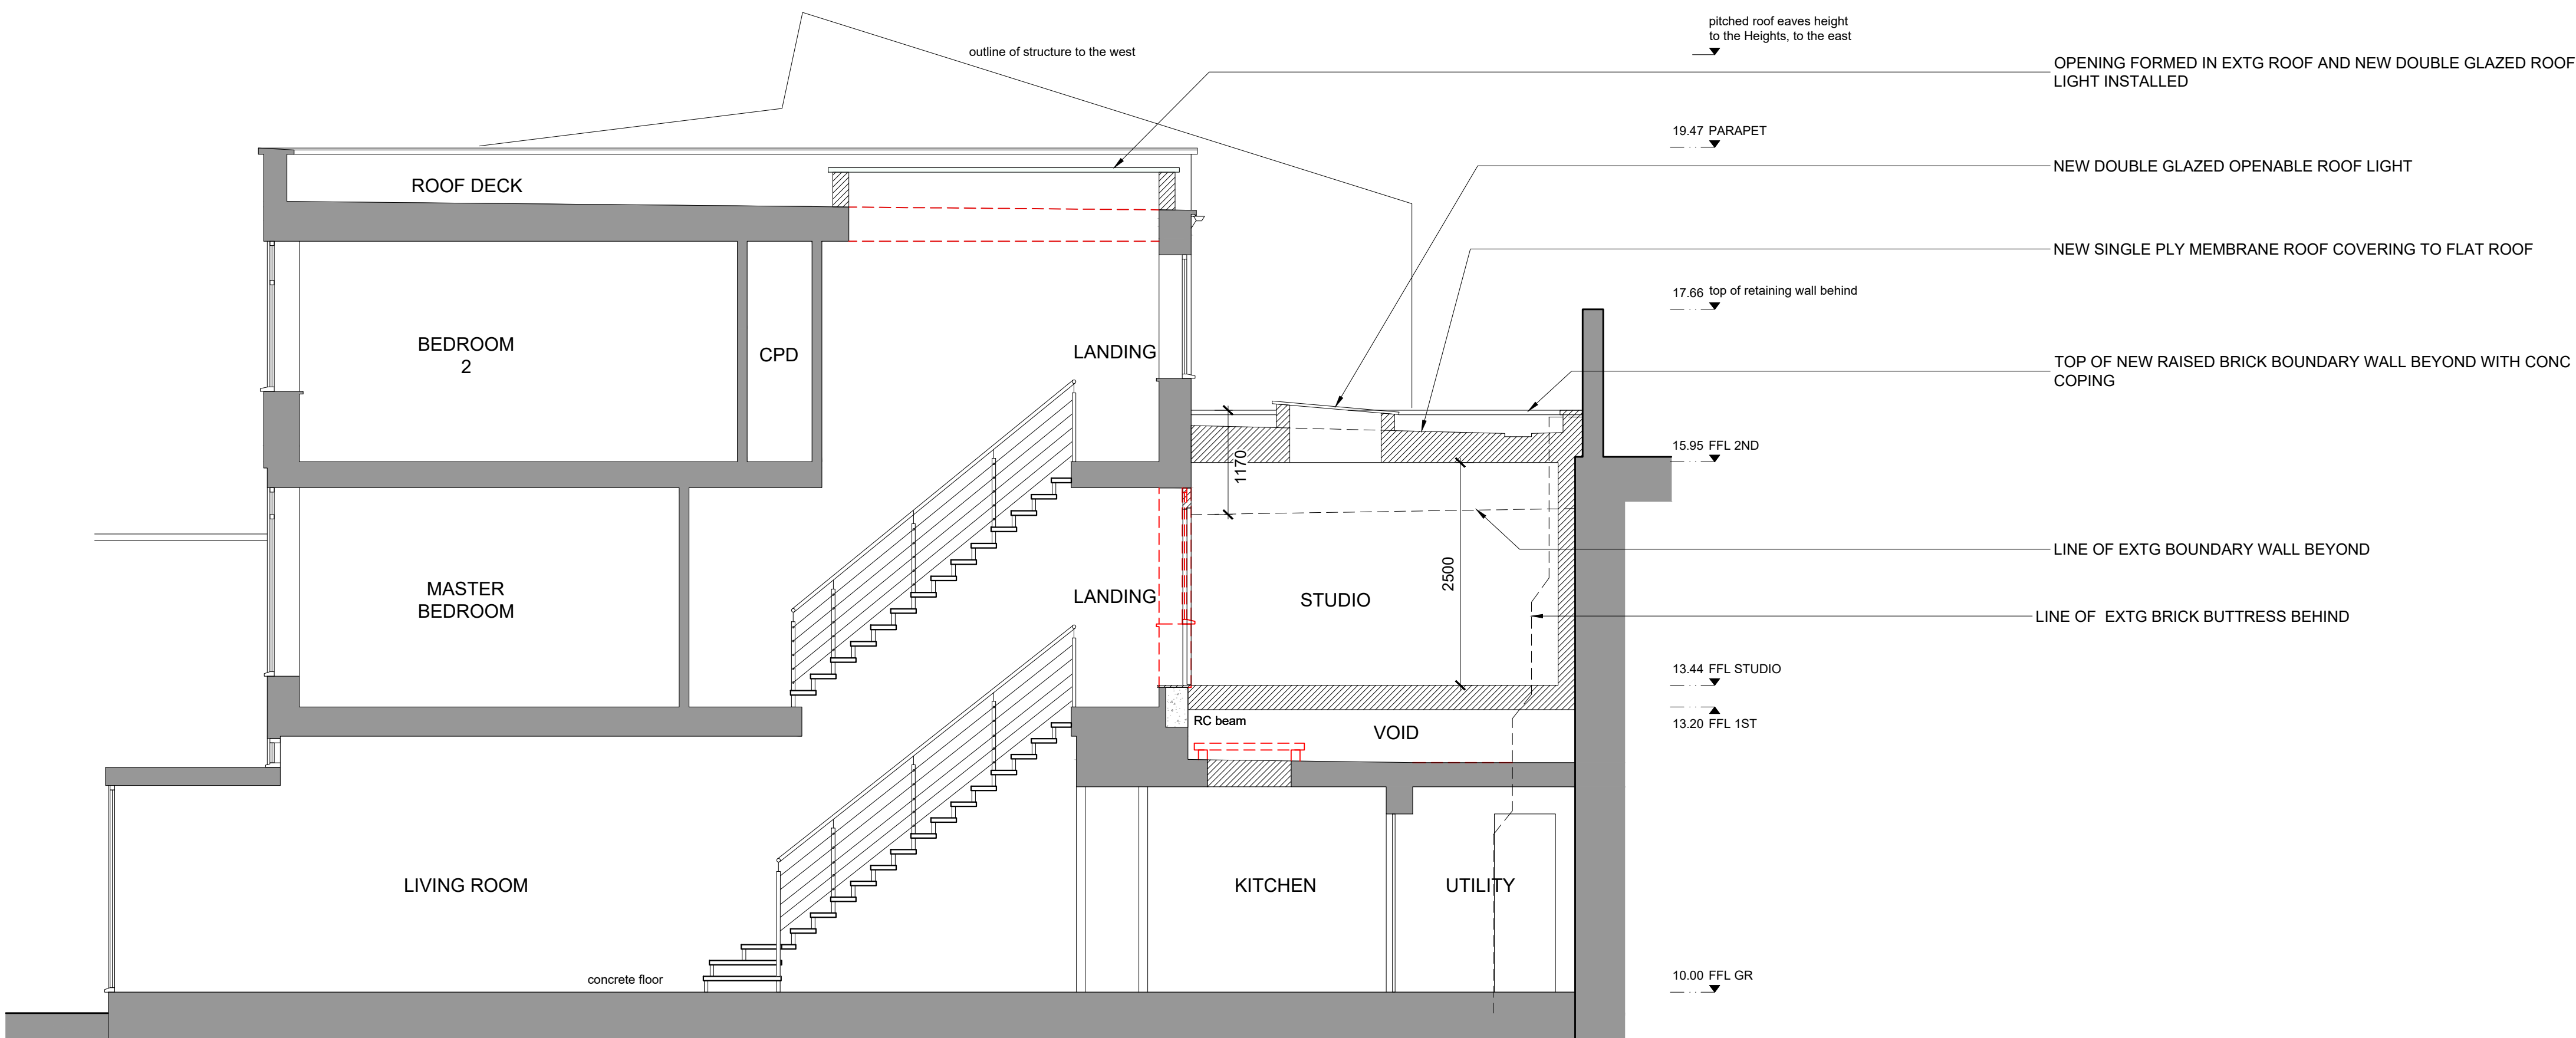 pitched roof eaves height
to the Heights, to the east
outline of structure to the west
OPENING FORMED IN EXTG ROOF AND NEW DOUBLE GLAZED ROOF
LIGHT INSTALLED
19.47 PARAPET
NEW DOUBLE GLAZED OPENABLE ROOF LIGHT
ROOF DECK
NEW SINGLE PLY MEMBRANE ROOF COVERING TO FLAT ROOF
17.66 top of retaining wall behind
BEDROOM
2
CPD
LANDING
TOP OF NEW RAISED BRICK BOUNDARY WALL BEYOND WITH CONC
COPING
15.95 FFL 2ND
1170
2500
LINE OF EXTG BOUNDARY WALL BEYOND
MASTER
BEDROOM
LANDING
STUDIO
LINE OF EXTG BRICK BUTTRESS BEHIND
13.44 FFL STUDIO
13.20 FFL 1ST
RC beam
VOID
LIVING ROOM
KITCHEN
UTILITY
concrete floor
10.00 FFL GR